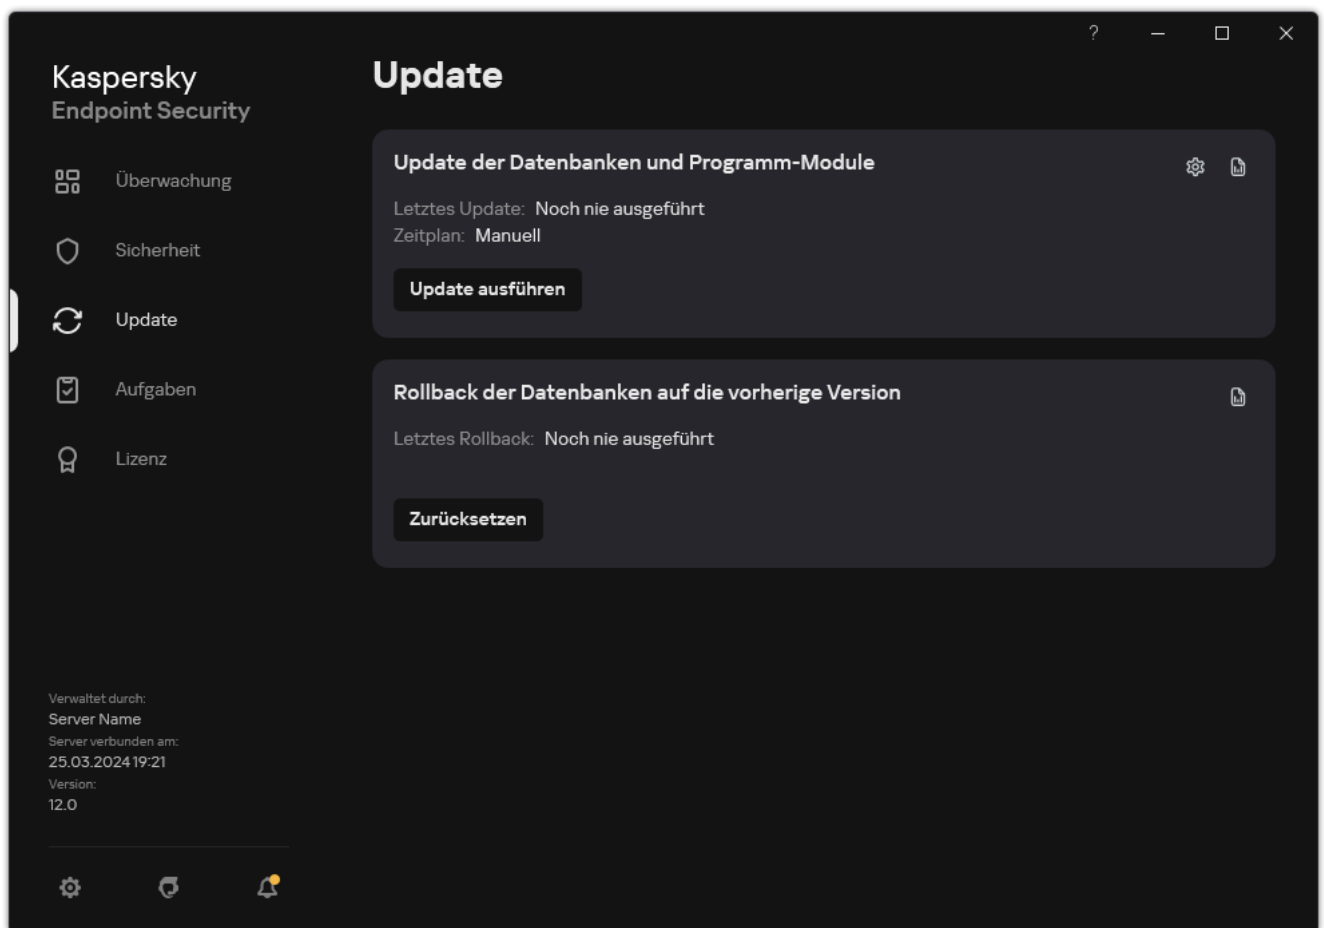 ?
Kaspersky
Endpoint Security
Überwachung
Sicherheit
Update
Aufgaben
Lizenz
Verwaltet durch:
Server Name
Server verbunden am:
25.03.2024 19:21
Version:
12.0
Update
Update der Datenbanken und Programm-Module
Letztes Update: Noch nie ausgeführt
Zeitplan: Manuell
Update ausführen
Rollback der Datenbanken auf die vorherige Version
Letztes Rollback: Noch nie ausgeführt
Zurücksetzen